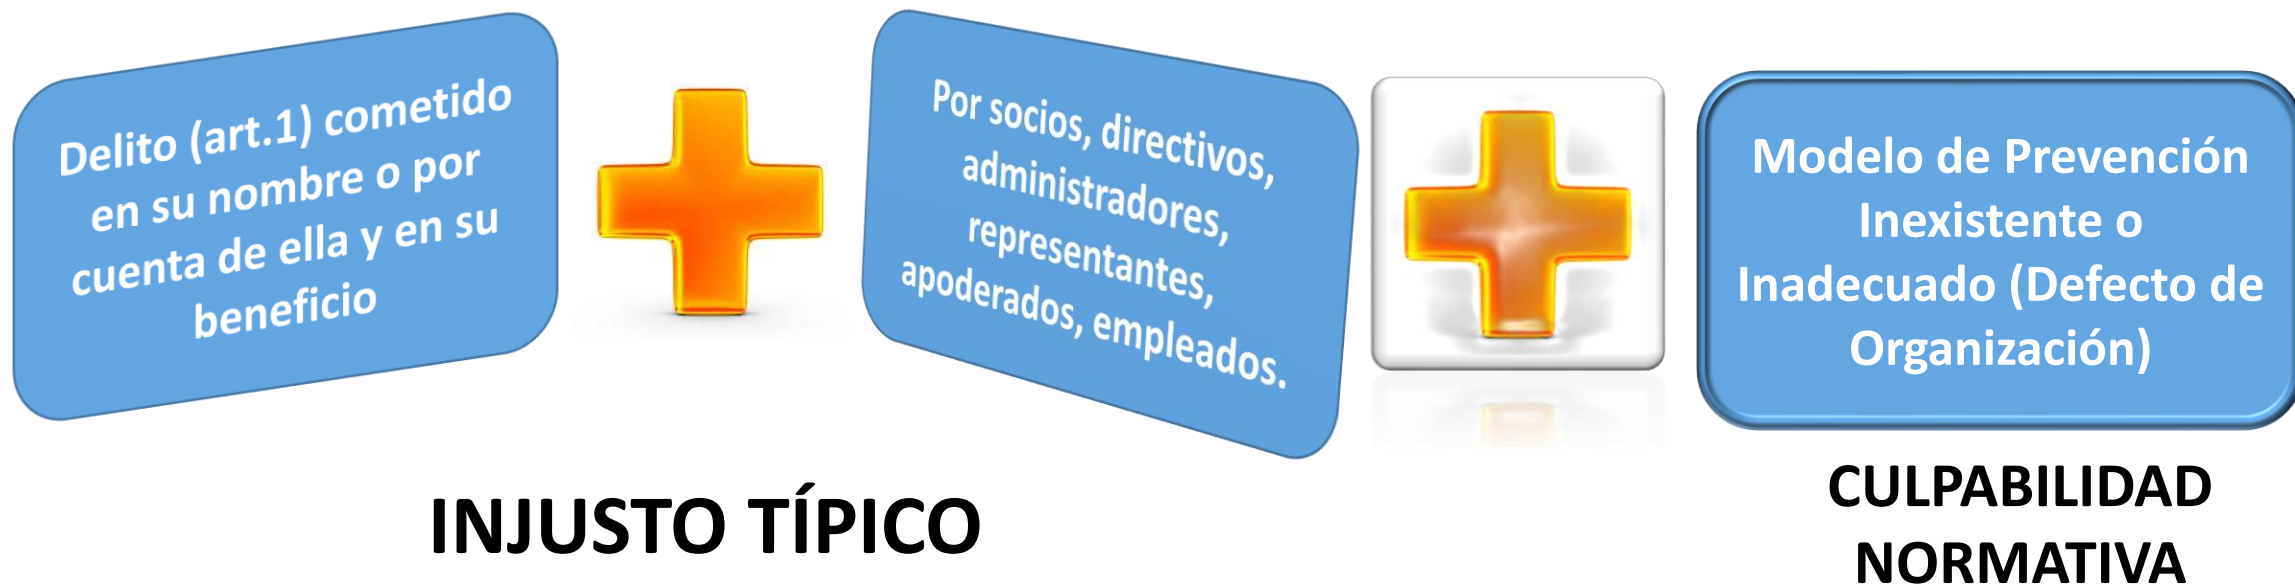 Delito (art.1) cometido
en su nombre o por
cuenta de ella y en su
beneficio
Por socios, directivos,
administradores,
representantes,
apoderados, empleados.
Modelo de Prevención
Inexistente o
Inadecuado (Defecto de
Organización)
INJUSTO TÍPICO
CULPABILIDAD
NORMATIVA